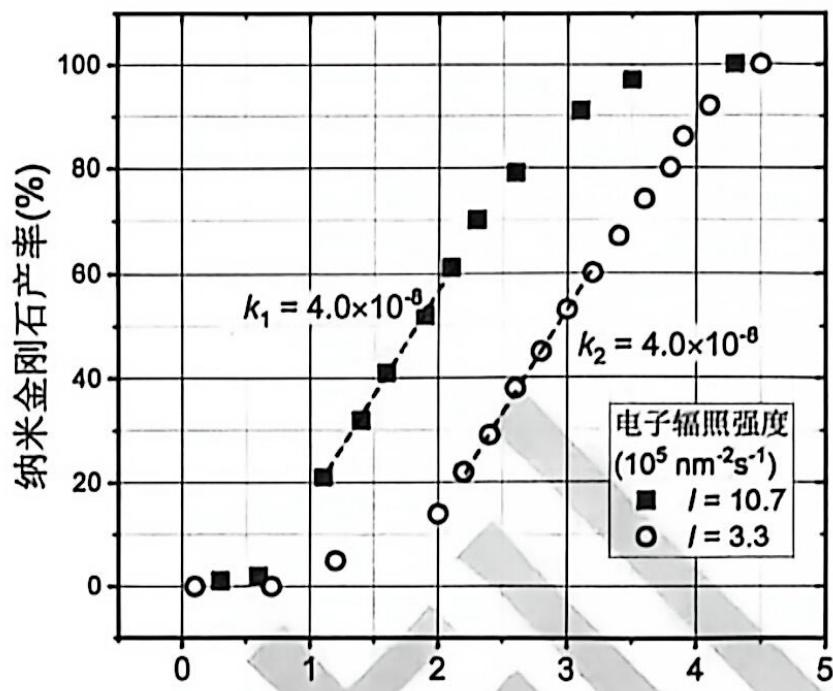 纳米金刚石产率(%)
100
80
60
40
20
0
k₁ = 4.0×10⁻⁸
k₂ = 4.0×10⁻⁸
电子辐照强度
(10⁵ nm⁻²s⁻¹)
■ I = 10.7
○ I = 3.3
0 1 2 3 4 5